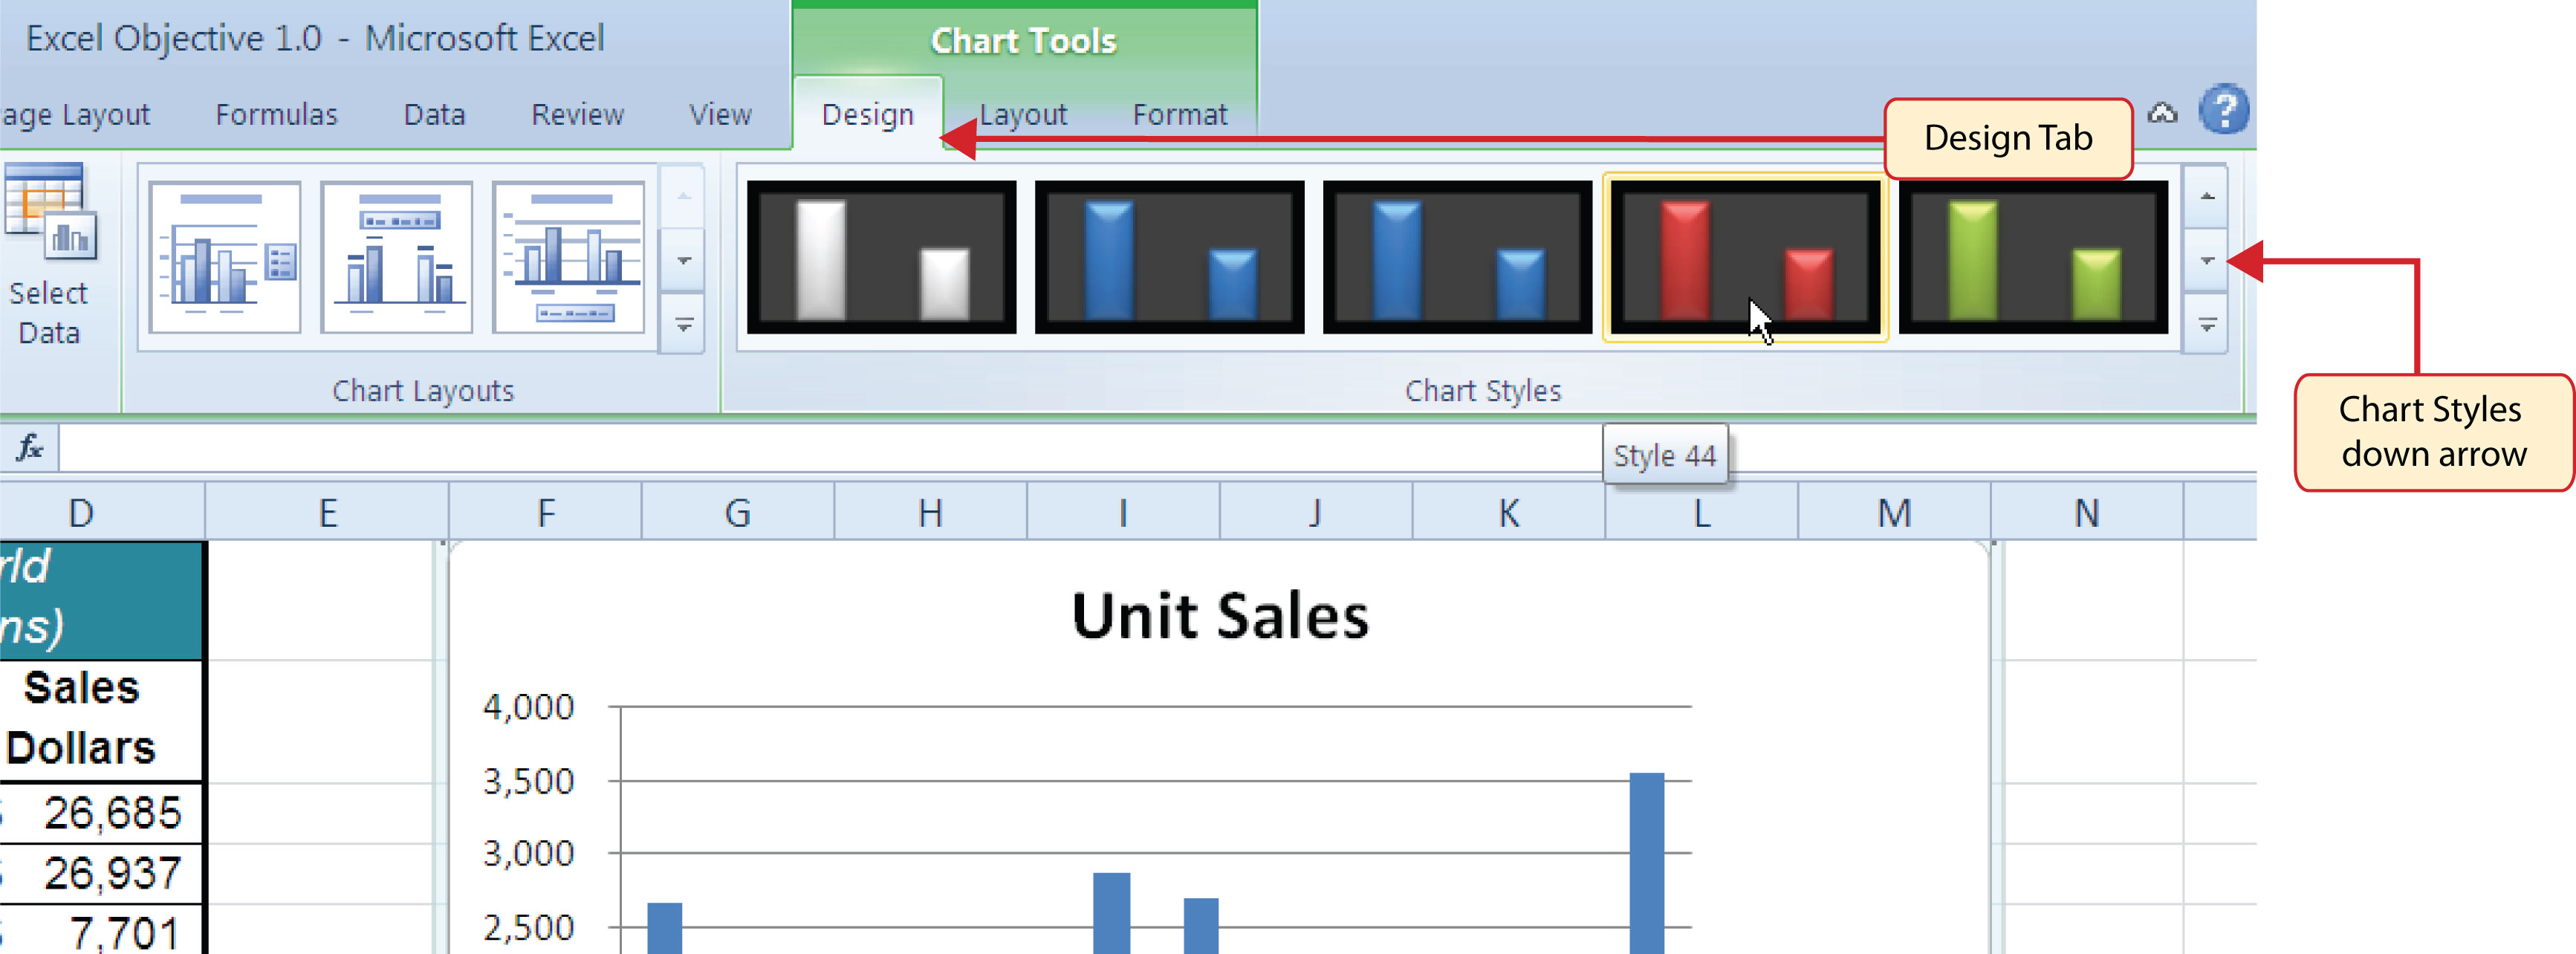 Excel Objective 1.0 - Microsoft Excel
Chart Tools
age Layout Formulas Data Review View Design Layout Format
Design Tab
Select
Data
Chart Layouts
Chart Styles
Chart Styles
down arrow
fx
Style 44
D E F G H I J K L M N
rld
ns)
Unit Sales
Sales
Dollars
4,000
3,500
26,685
3,000
26,937
2,500
7,701